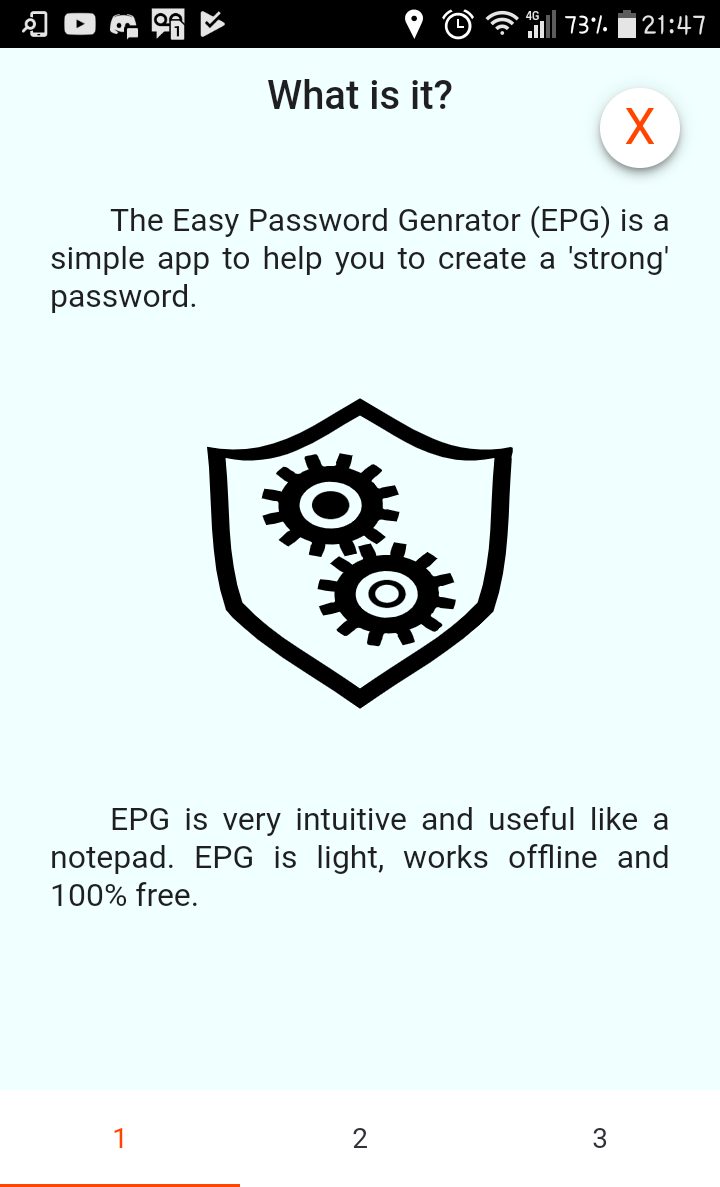 4G 73% 21:47
1
What is it?
X
The Easy Password Genrator (EPG) is a
simple app to help you to create a 'strong'
password.
EPG is very intuitive and useful like a
notepad. EPG is light, works offline and
100% free.
1 2 3